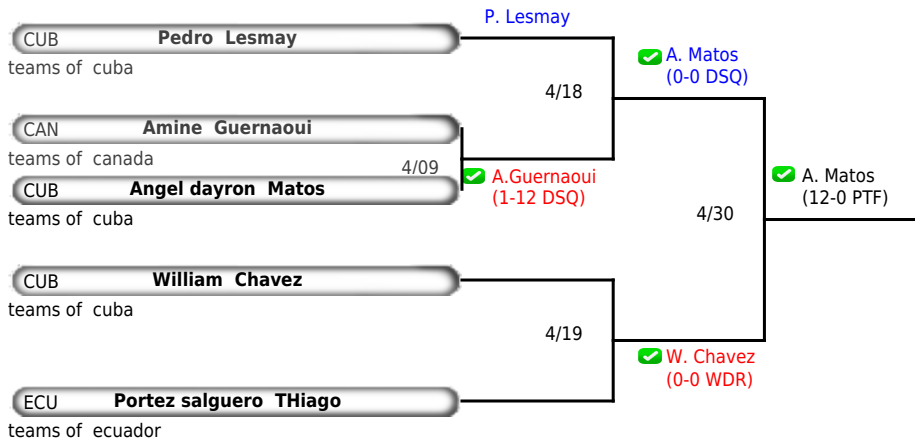 P. Lesmay
CUB Pedro Lesmay
teams of cuba
A. Matos
(0-0 DSQ)
4/18
CAN Amine Guernaoui
teams of canada
4/09
A.Guernaoui
(1-12 DSQ)
CUB Angel dayron Matos
teams of cuba
A. Matos
(12-0 PTF)
4/30
CUB William Chavez
teams of cuba
4/19
W. Chavez
(0-0 WDR)
ECU Portez salguero THiago
teams of ecuador